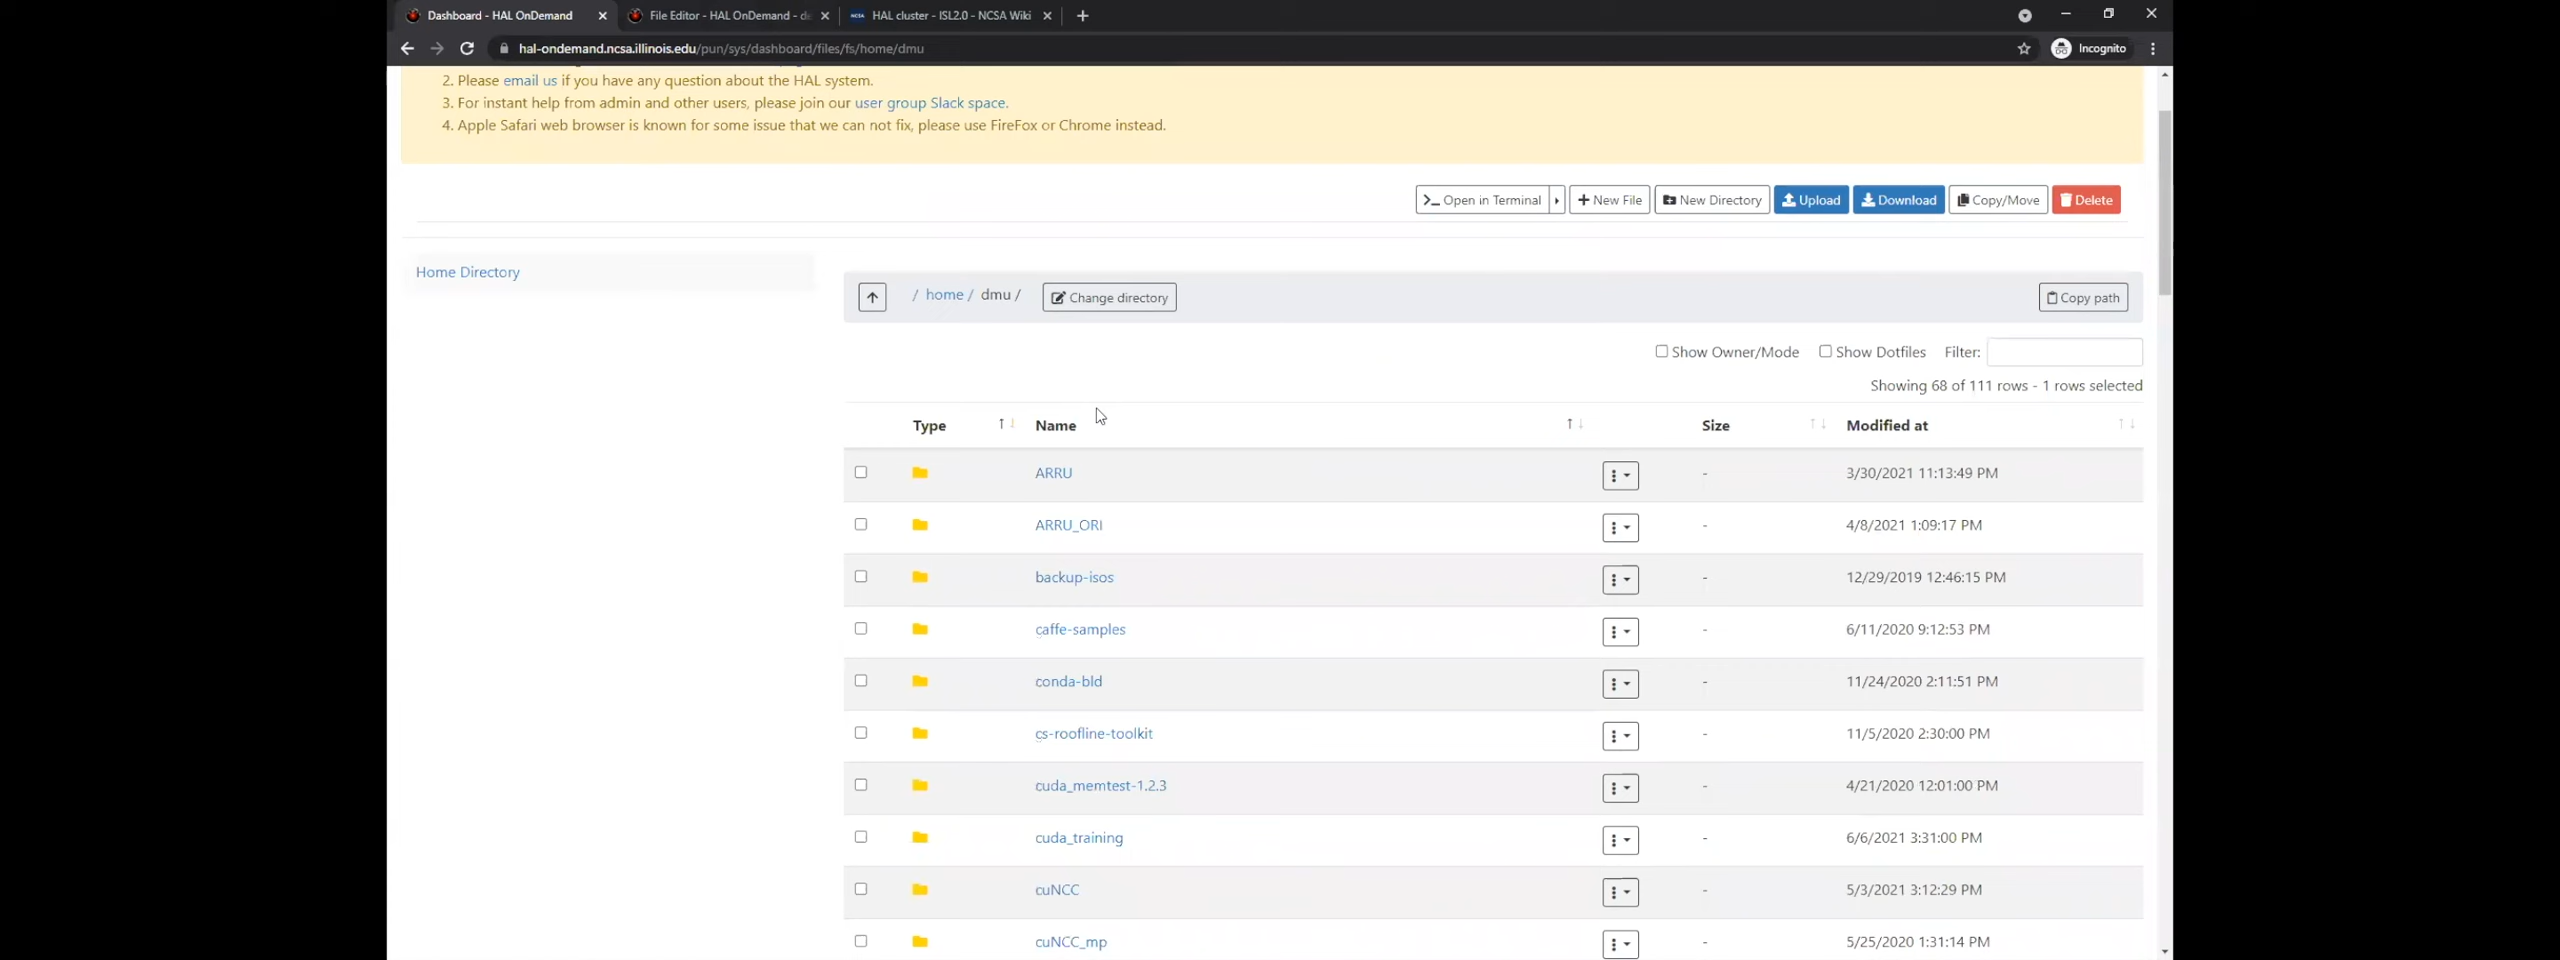 Dashboard - HAL OnDemand
File Editor - HAL OnDemand - de
NCSA HAL cluster - ISL2.0 - NCSA Wiki
hal-ondemand.ncsa.illinois.edu/pun/sys/dashboard/files/fs/home/dmu
Incognito
2. Please email us if you have any question about the HAL system.
3. For instant help from admin and other users, please join our user group Slack space.
4. Apple Safari web browser is known for some issue that we can not fix, please use FireFox or Chrome instead.
>_ Open in Terminal New File New Directory Upload Download Copy/Move Delete
Home Directory
/ home / dmu / Change directory Copy path
Show Owner/Mode Show Dotfiles Filter:
Showing 68 of 111 rows - 1 rows selected
Type Name Size Modified at
ARRU - 3/30/2021 11:13:49 PM
ARRU_ORI - 4/8/2021 1:09:17 PM
backup-isos - 12/29/2019 12:46:15 PM
caffe-samples - 6/11/2020 9:12:53 PM
conda-bld - 11/24/2020 2:11:51 PM
cs-roofline-toolkit - 11/5/2020 2:30:00 PM
cuda_memtest-1.2.3 - 4/21/2020 12:01:00 PM
cuda_training - 6/6/2021 3:31:00 PM
cuNCC - 5/3/2021 3:12:29 PM
cuNCC_mp - 5/25/2020 1:31:14 PM